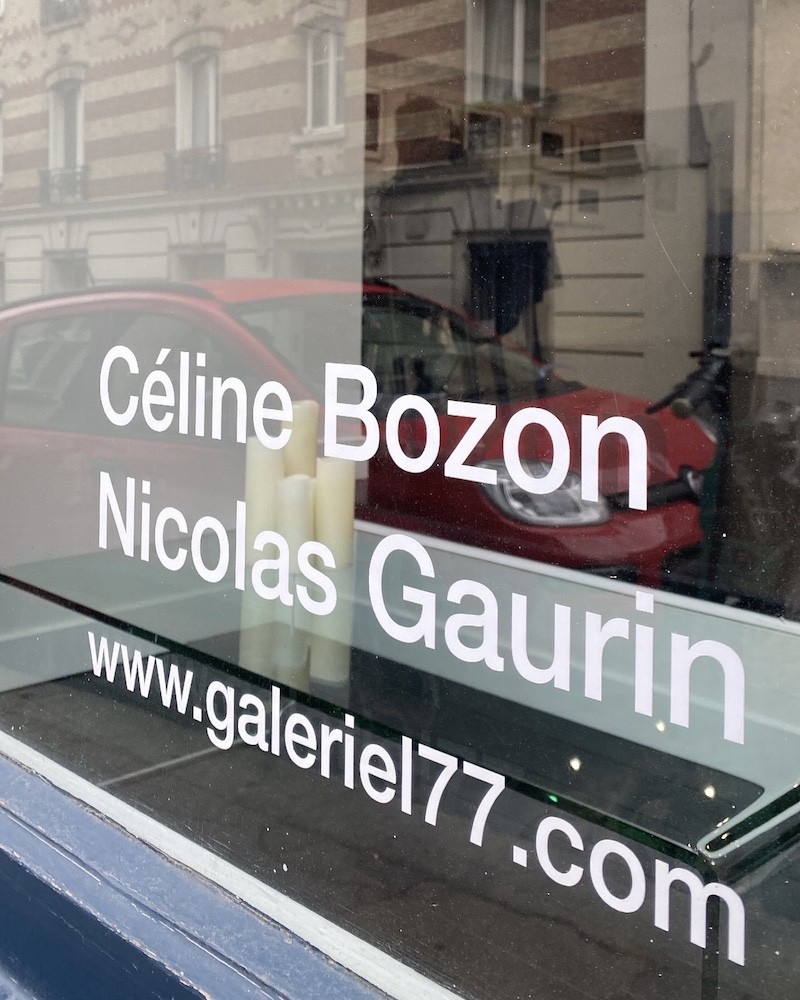 Céline Bozon
Nicolas Gaurin
www.galeriel77.com